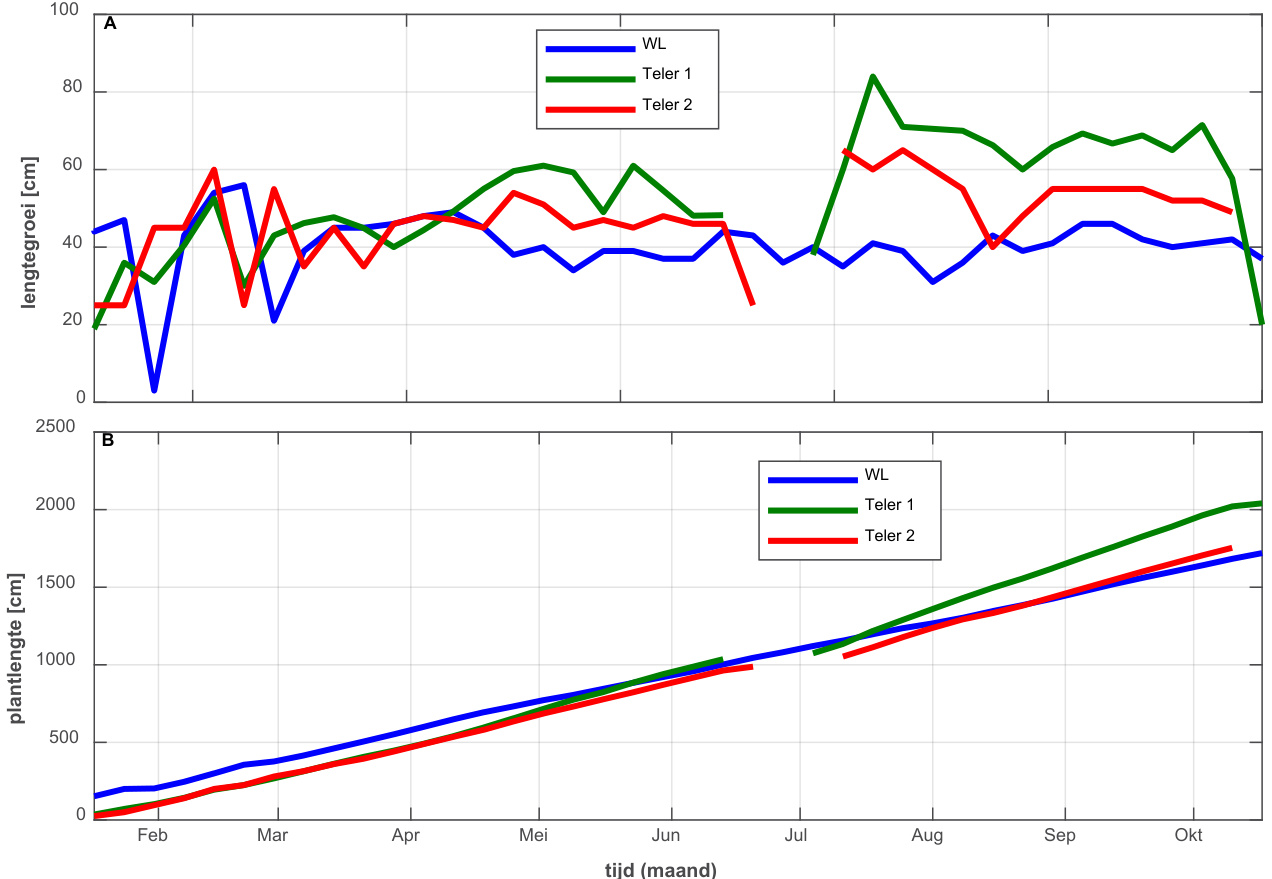 A
100
80
60
40
20
0
lengtegroei [cm]
WL
Teler 1
Teler 2
B
2500
2000
1500
1000
500
0
plantlengte [cm]
WL
Teler 1
Teler 2
Feb Mar Apr Mei Jun Jul Aug Sep Okt
tijd (maand)